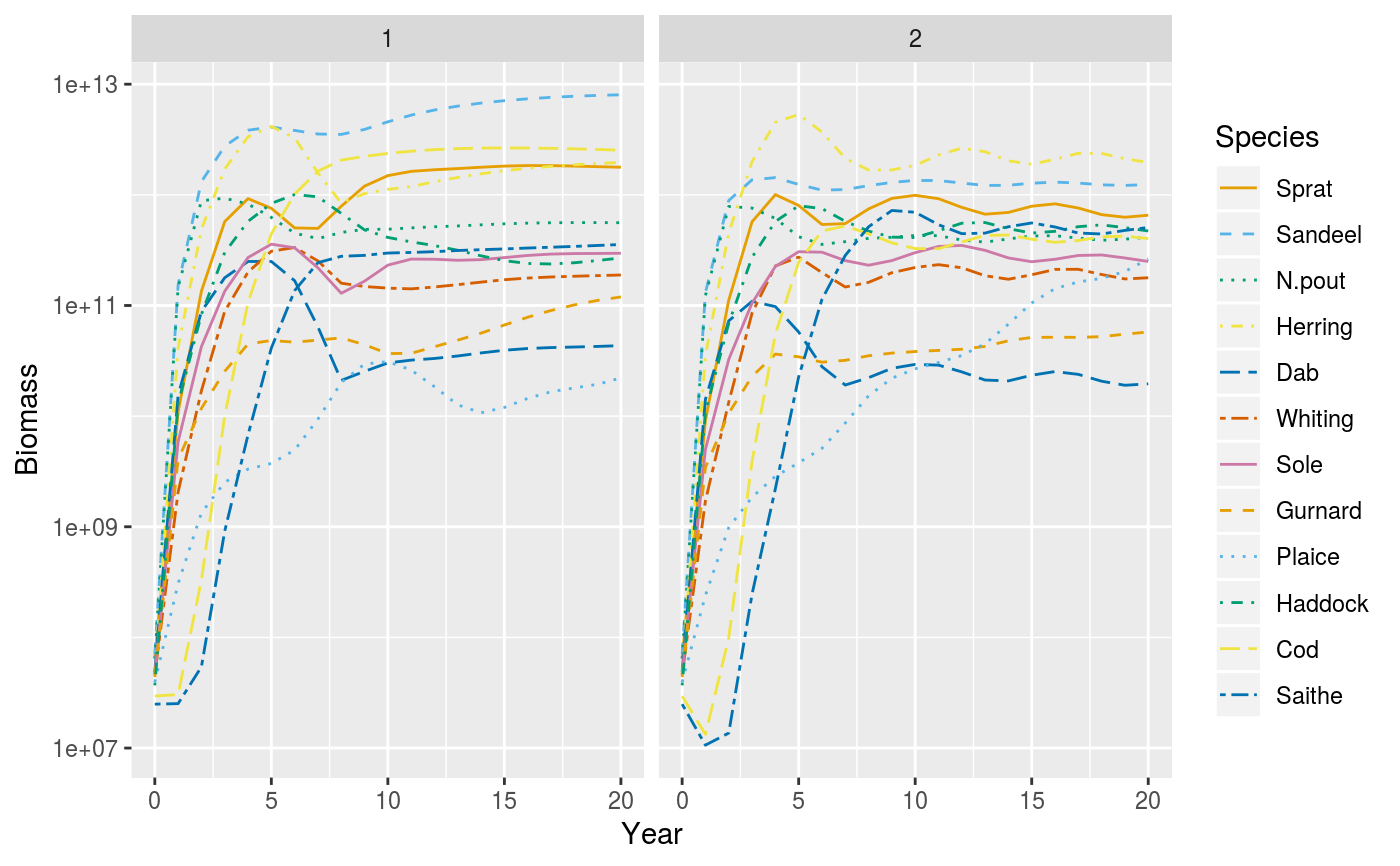 1
2
1e+13
1e+11
1e+09
1e+07
Biomass
0
5
10
15
20
0
5
10
15
20
Year
Species
Sprat
Sandeel
N.pout
Herring
Dab
Whiting
Sole
Gurnard
Plaice
Haddock
Cod
Saithe